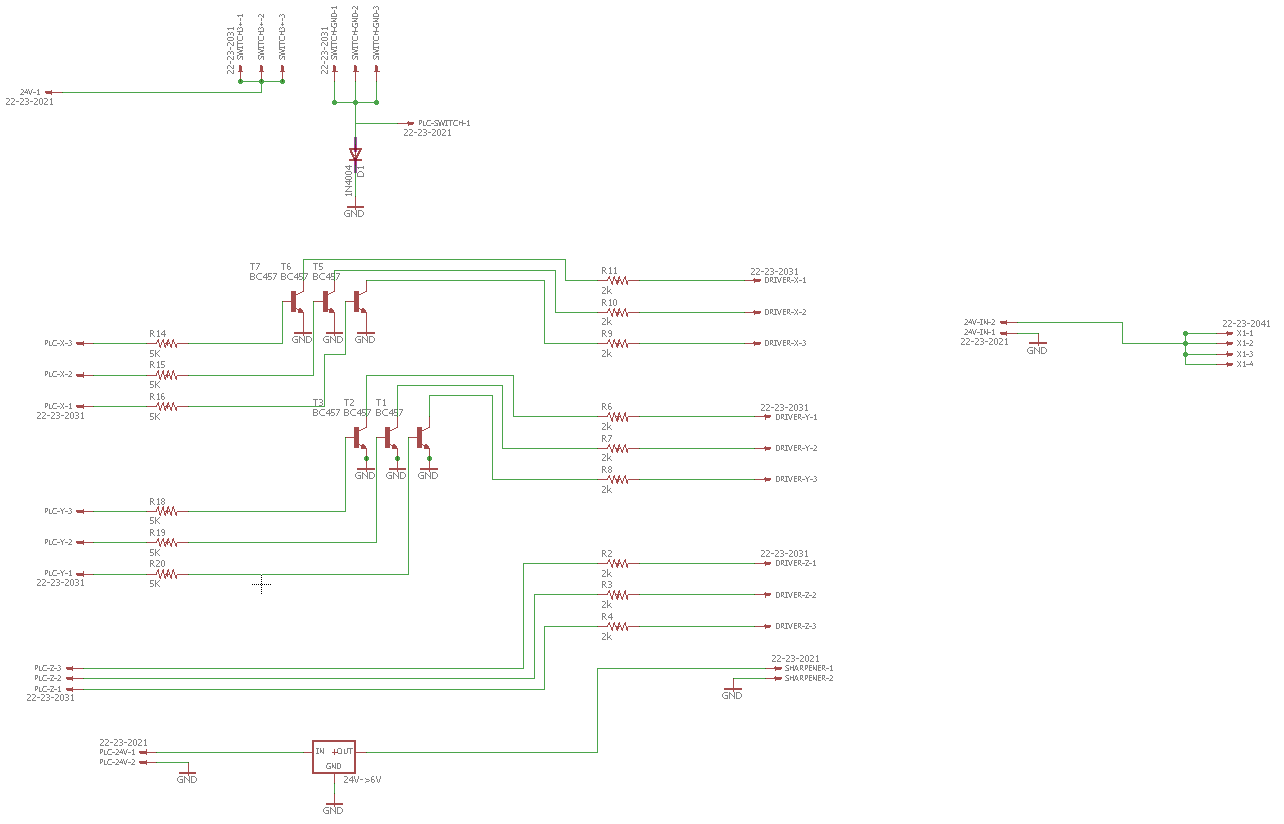 22-23-2031
SWITCH3+-1
SWITCH3+-2
SWITCH3+-3
22-23-2031
SWITCH-GND-1
SWITCH-GND-2
SWITCH-GND-3
24V-1
22-23-2021
PLC-SWITCH-1
22-23-2021
1N4004
D1
GND
T7 T6 T5
BC457 BC457 BC457
R11
2k
22-23-2031
DRIVER-X-1
R10
2k
DRIVER-X-2
R9
2k
DRIVER-X-3
GND GND GND
PLC-X-3
R14
5K
PLC-X-2
R15
5K
PLC-X-1
22-23-2031
R16
5K
24V-IN-2
24V-IN-1
22-23-2021
GND
22-23-2041
X1-1
X1-2
X1-3
X1-4
T3 T2 T1
BC457 BC457 BC457
R6
2k
22-23-2031
DRIVER-Y-1
R7
2k
DRIVER-Y-2
R8
2k
DRIVER-Y-3
GND GND GND
PLC-Y-3
R18
5K
PLC-Y-2
R19
5K
PLC-Y-1
22-23-2031
R20
5K
R2
2k
22-23-2031
DRIVER-Z-1
R3
2k
DRIVER-Z-2
R4
2k
DRIVER-Z-3
PLC-Z-3
PLC-Z-2
PLC-Z-1
22-23-2031
22-23-2021
SHARPENER-1
SHARPENER-2
GND
22-23-2021
PLC-24V-1
PLC-24V-2
GND
IN +OUT
GND
24V->6V
GND